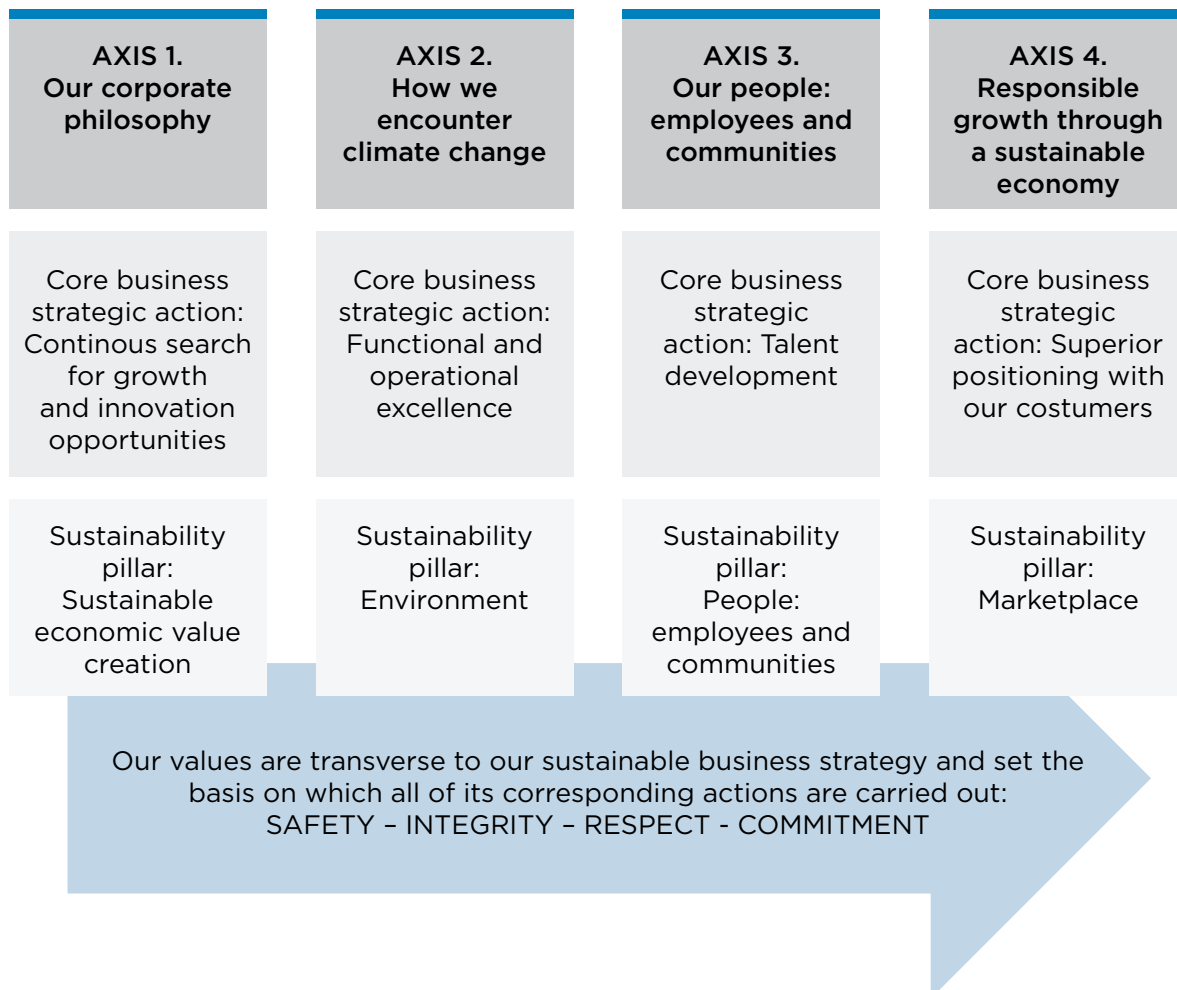 AXIS 1.
Our corporate
philosophy
AXIS 2.
How we
encounter
climate change
AXIS 3.
Our people:
employees and
communities
AXIS 4.
Responsible
growth through
a sustainable
economy
Core business
strategic action:
Continous search
for growth
and innovation
opportunities
Core business
strategic action:
Functional and
operational
excellence
Core business
strategic
action: Talent
development
Core business
strategic
action: Superior
positioning with
our costumers
Sustainability
pillar:
Sustainable
economic value
creation
Sustainability
pillar:
Environment
Sustainability
pillar:
People:
employees and
communities
Sustainability
pillar:
Marketplace
Our values are transverse to our sustainable business strategy and set the
basis on which all of its corresponding actions are carried out:
SAFETY – INTEGRITY – RESPECT - COMMITMENT